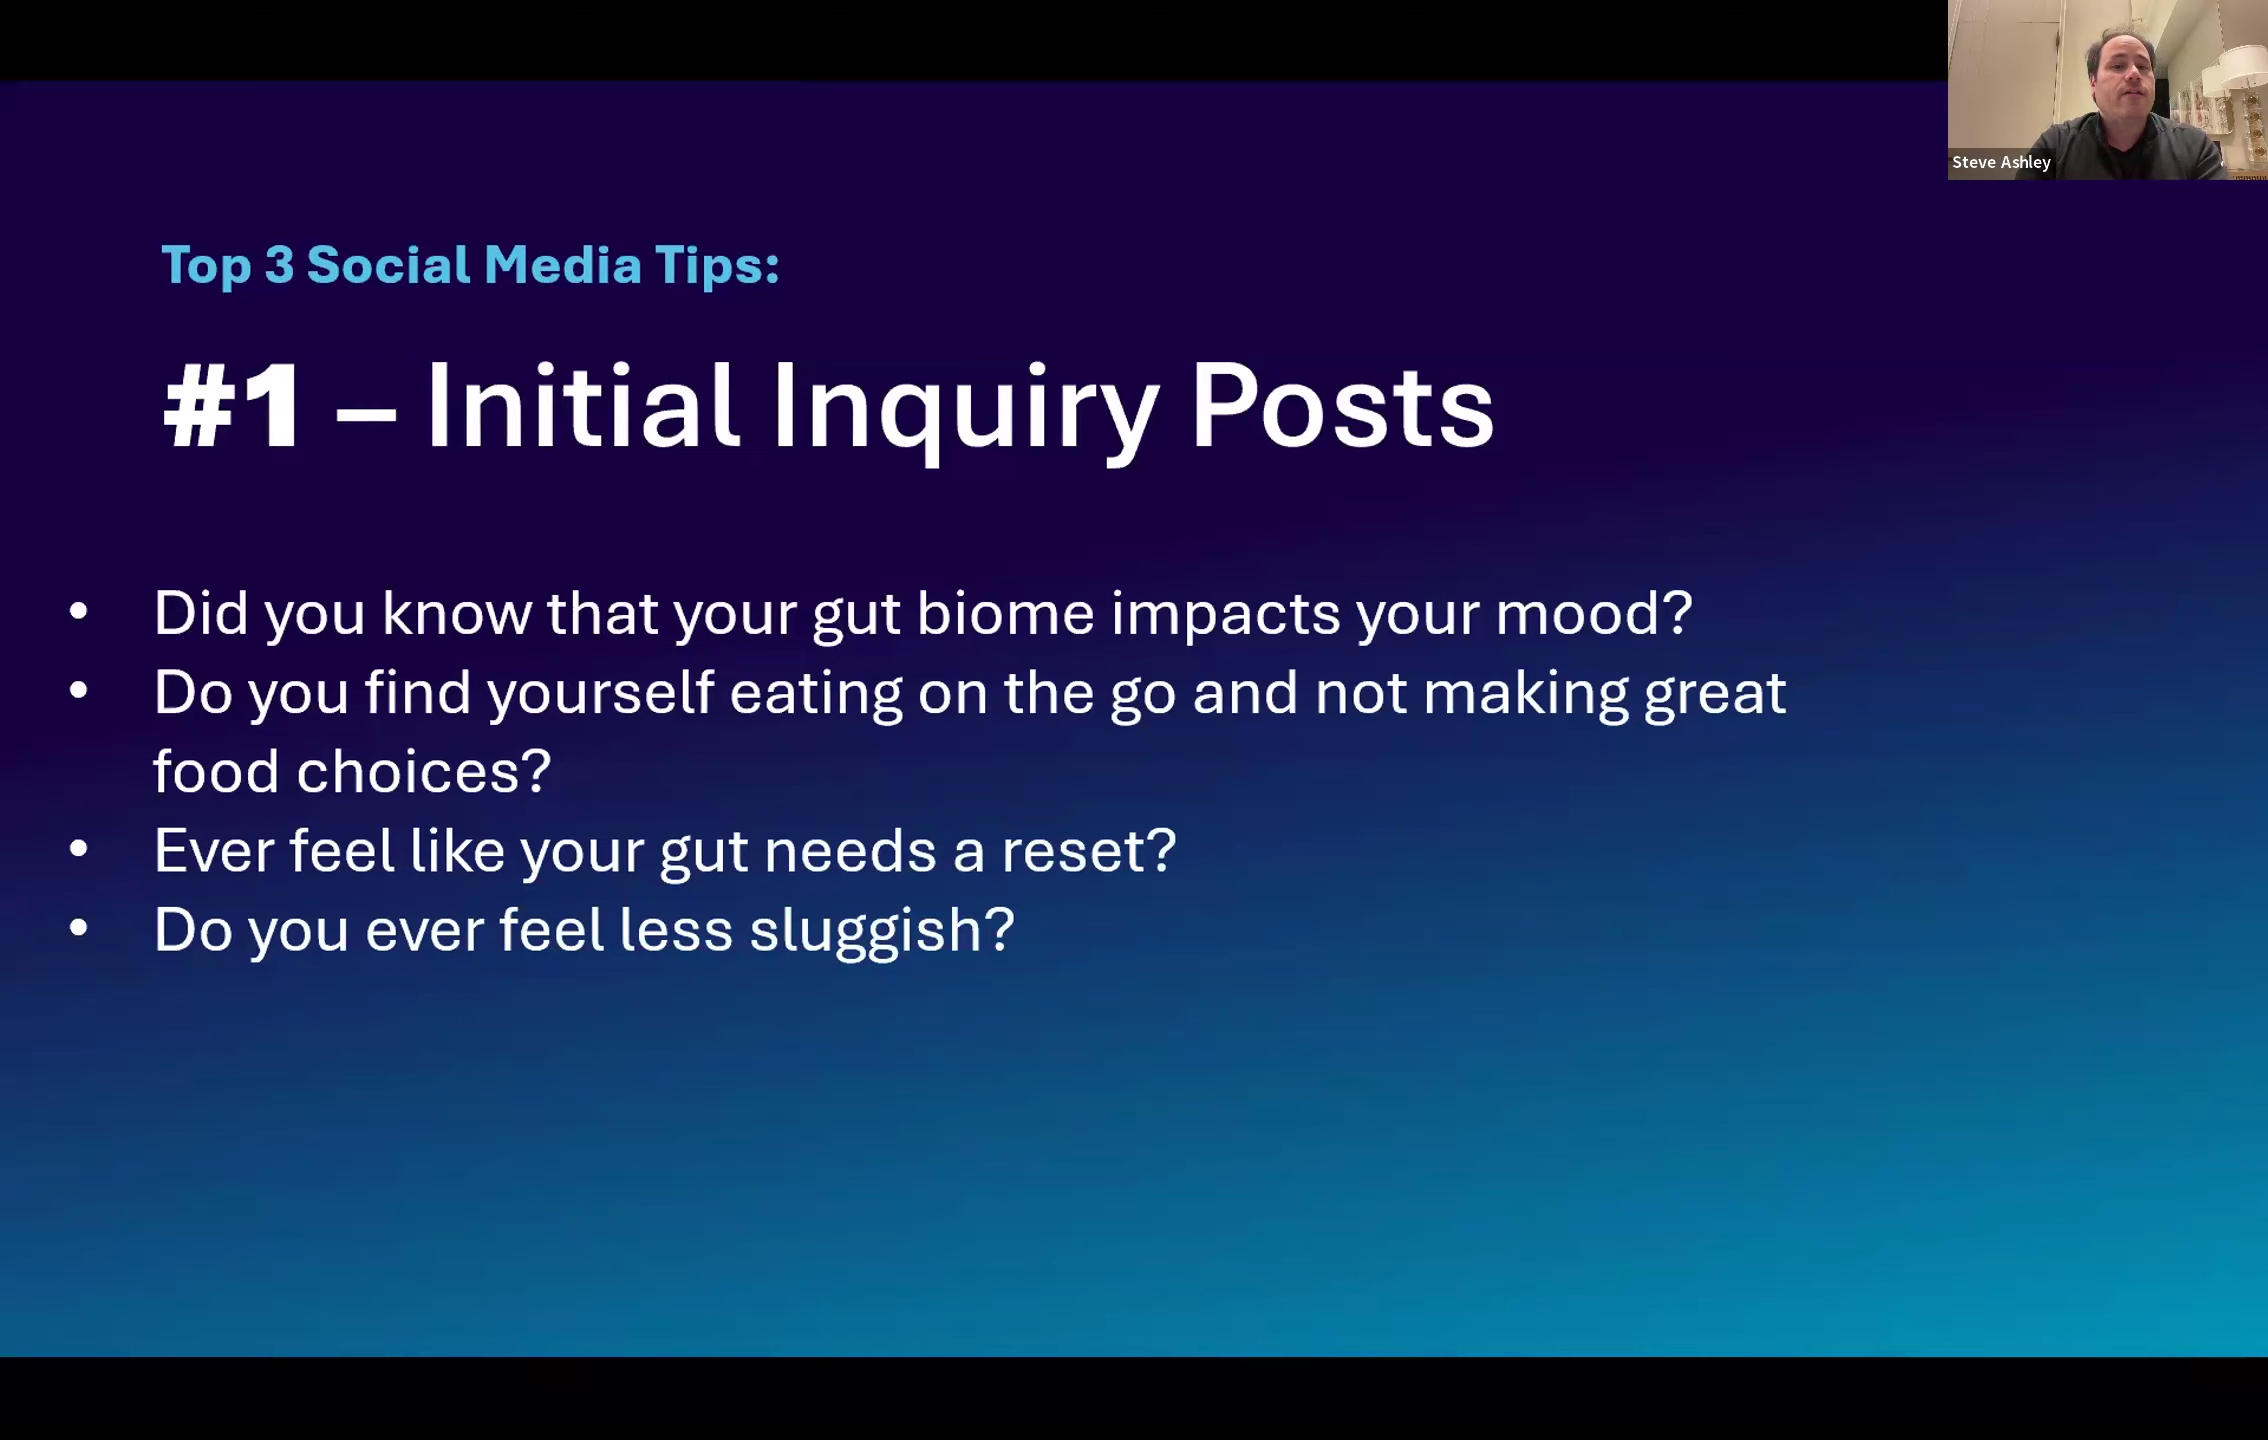 Steve Ashley
Top 3 Social Media Tips:
#1 – Initial Inquiry Posts
• Did you know that your gut biome impacts your mood?
• Do you find yourself eating on the go and not making great
food choices?
• Ever feel like your gut needs a reset?
• Do you ever feel less sluggish?